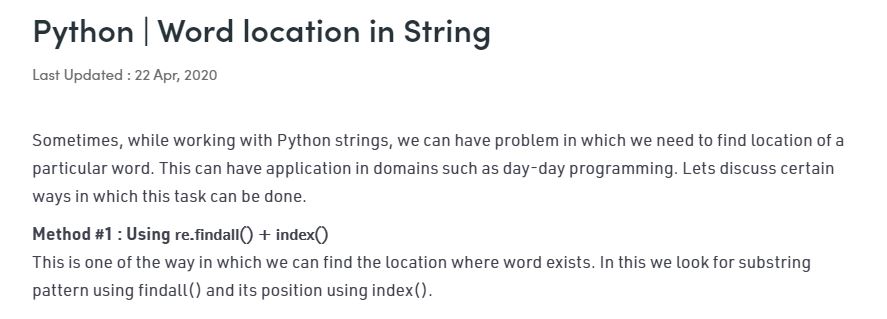 Python | Word location in String
Last Updated : 22 Apr, 2020
Sometimes, while working with Python strings, we can have problem in which we need to find location of a
particular word. This can have application in domains such as day-day programming. Lets discuss certain
ways in which this task can be done.
Method #1 : Using re.findall() + index()
This is one of the way in which we can find the location where word exists. In this we look for substring
pattern using findall() and its position using index().